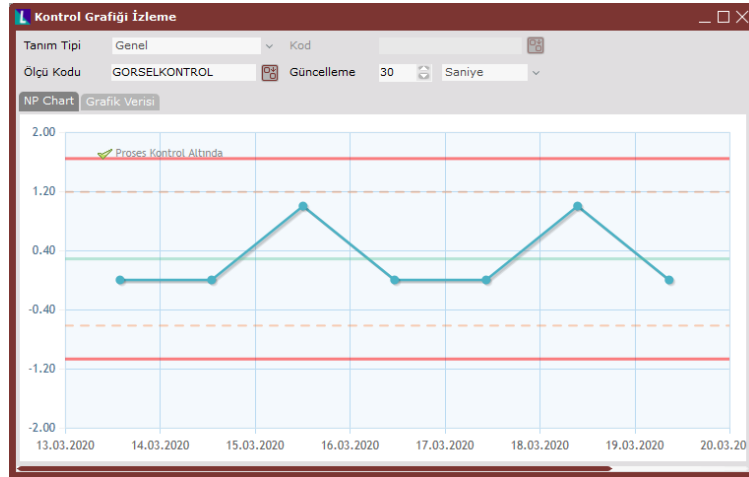 Kontrol Grafiği İzleme
Tanım Tipi Genel Kod
Ölçü Kodu GORSELKONTROL Güncelleme 30 Saniye
NP Chart Grafik Verisi
2.00
Proses Kontrol Altında
1.20
0.40
-0.40
-1.20
-2.00
13.03.2020 14.03.2020 15.03.2020 16.03.2020 17.03.2020 18.03.2020 19.03.2020 20.03.20